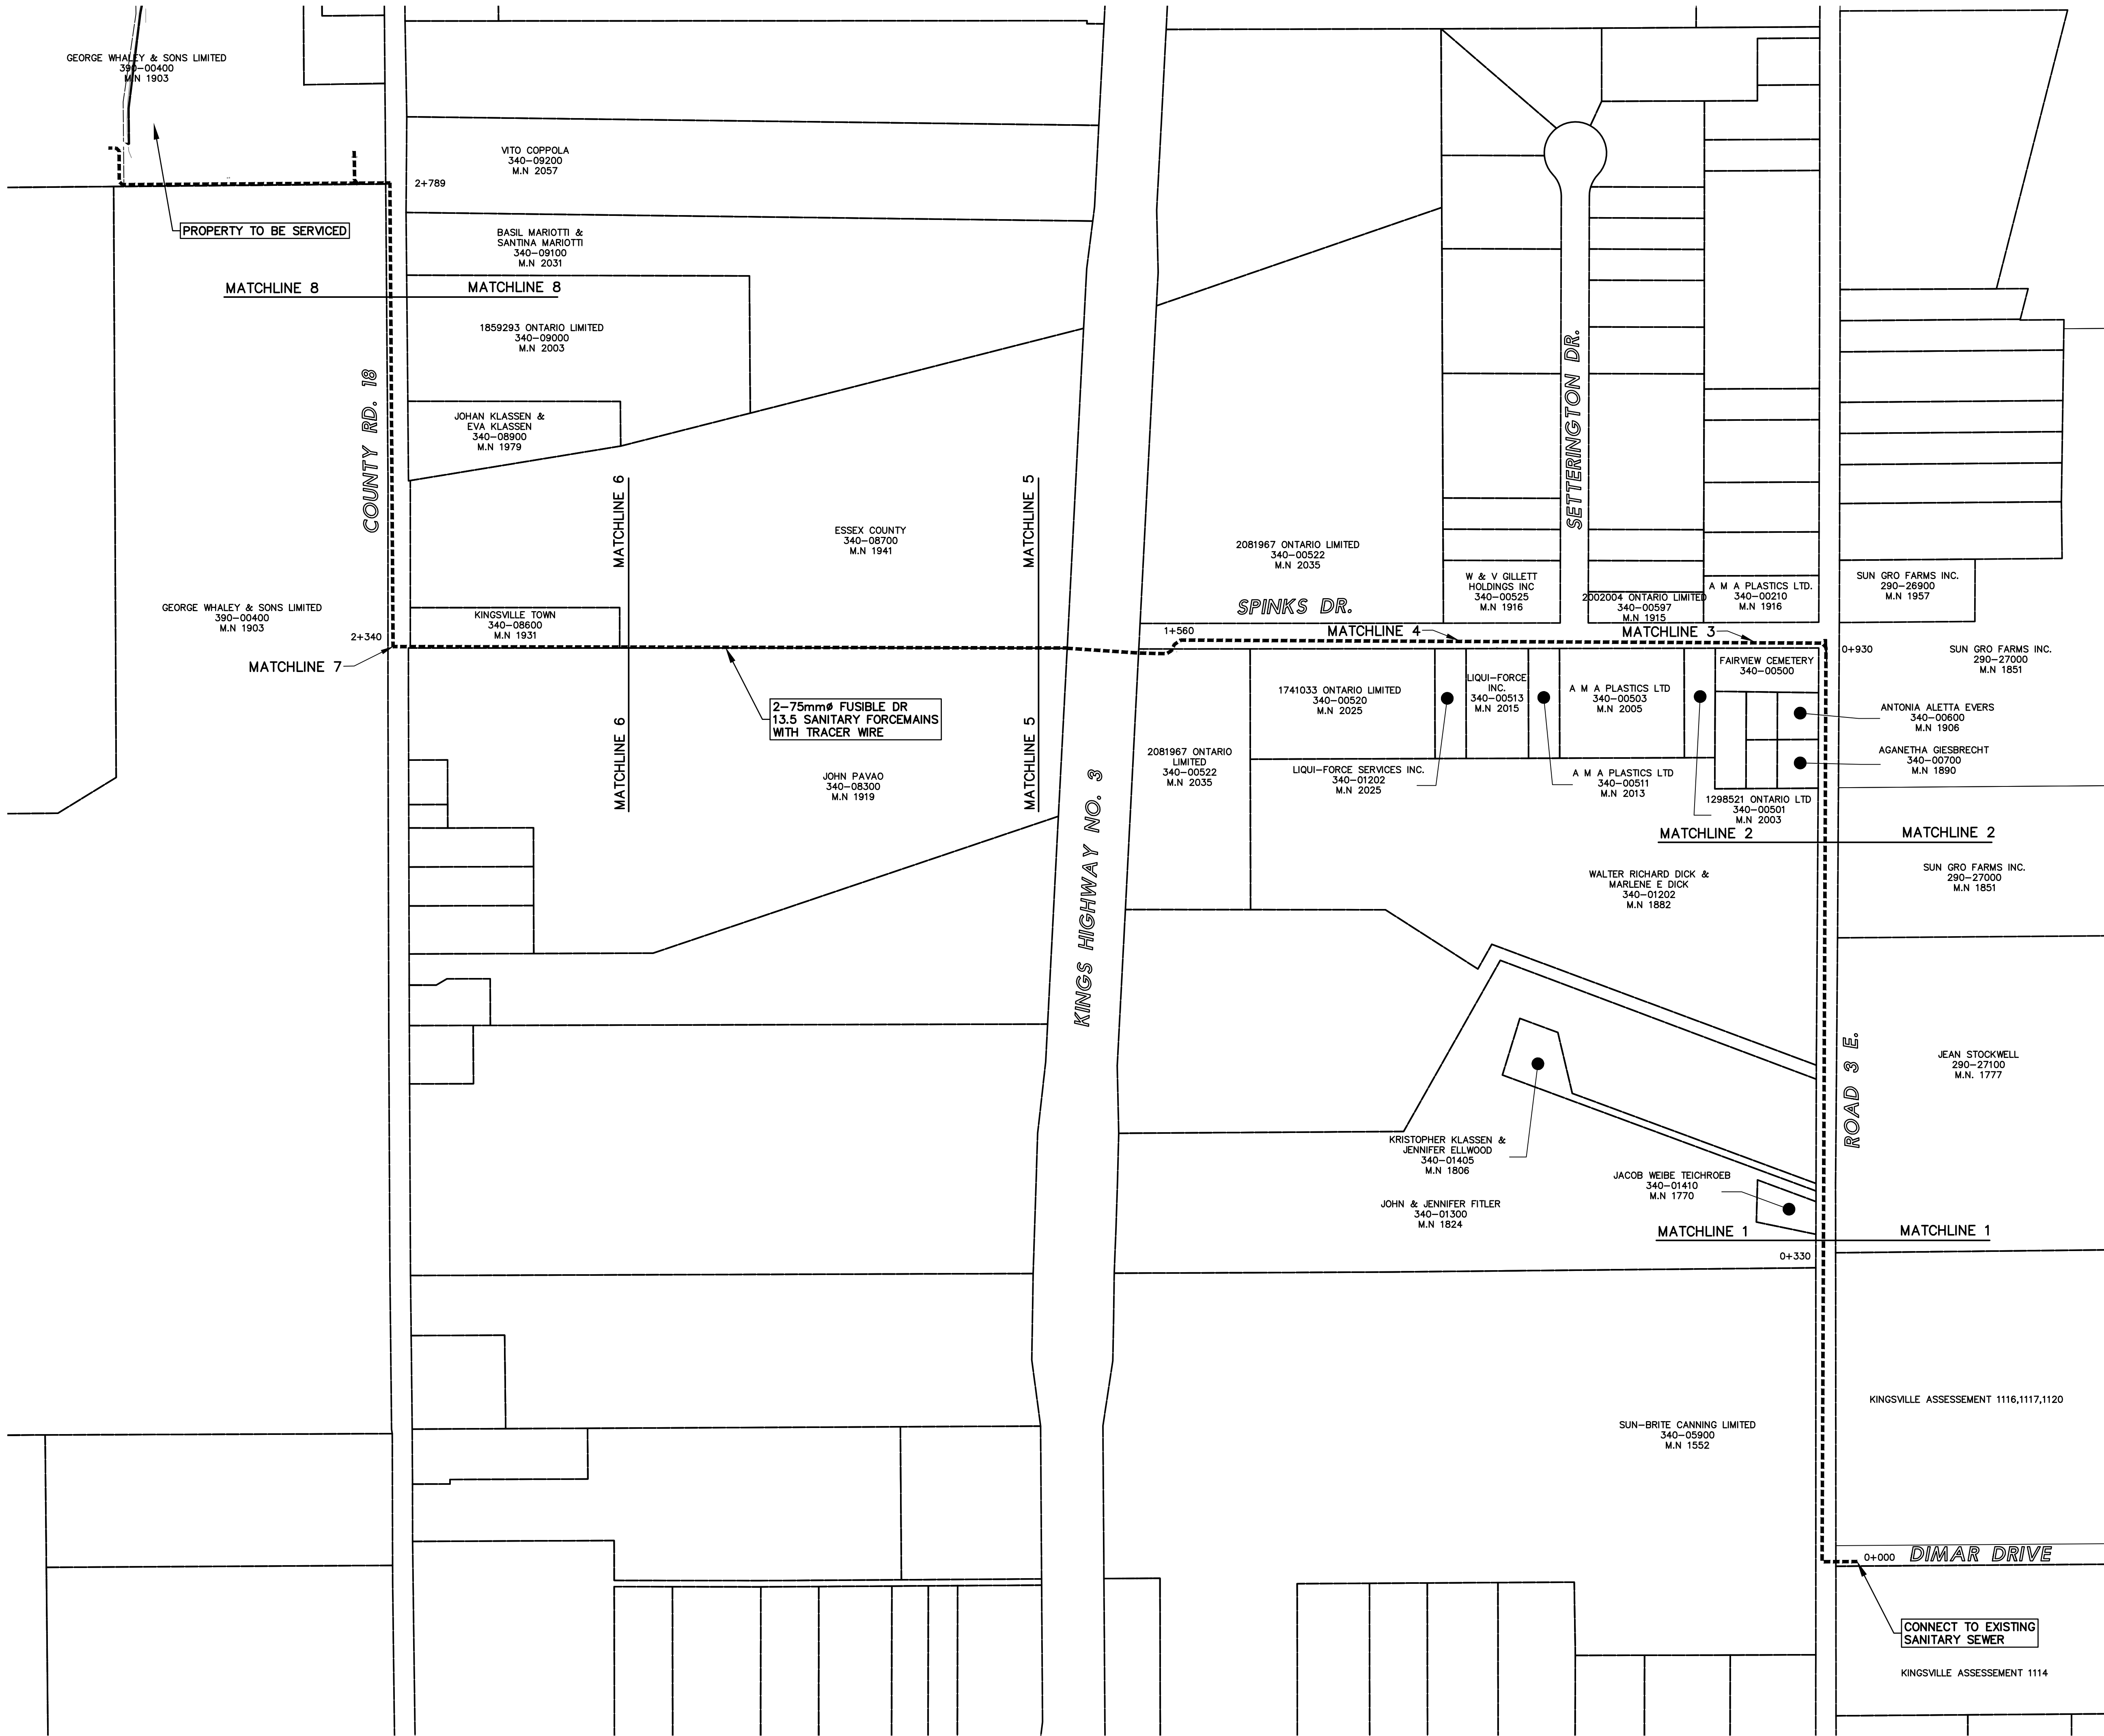 GEORGE WHALEY & SONS LIMITED
390-00400
M.N 1903
VITO COPPOLA
340-09200
M.N 2057
2+789
PROPERTY TO BE SERVICED
BASIL MARIOTTI &
SANTINA MARIOTTI
340-09100
M.N 2031
MATCHLINE 8
MATCHLINE 8
1859293 ONTARIO LIMITED
340-09000
M.N 2003
COUNTY RD. 18
JOHAN KLASSEN &
EVA KLASSEN
340-08900
M.N 1979
MATCHLINE 6
MATCHLINE 5
ESSEX COUNTY
340-08700
M.N 1941
GEORGE WHALEY & SONS LIMITED
390-00400
M.N 1903
KINGSVILLE TOWN
340-08600
M.N 1931
2+340
MATCHLINE 7
2-75mmø FUSIBLE DR
13.5 SANITARY FORCEMAINS
WITH TRACER WIRE
MATCHLINE 6
MATCHLINE 5
JOHN PAVAO
340-08300
M.N 1919
KINGS HIGHWAY NO. 3
SETTERINGTON DR.
2081967 ONTARIO LIMITED
340-00522
M.N 2035
SPINKS DR.
W & V GILLETT
HOLDINGS INC
340-00525
M.N 1916
2002004 ONTARIO LIMITED
340-00597
M.N 1915
A M A PLASTICS LTD.
340-00210
M.N 1916
SUN GRO FARMS INC.
290-26900
M.N 1957
1+560
MATCHLINE 4
MATCHLINE 3
0+930
SUN GRO FARMS INC.
290-27000
M.N 1851
FAIRVIEW CEMETERY
340-00500
1741033 ONTARIO LIMITED
340-00520
M.N 2025
LIQUI-FORCE
INC.
340-00513
M.N 2015
A M A PLASTICS LTD
340-00503
M.N 2005
ANTONIA ALETTA EVERS
340-00600
M.N 1906
AGANETHA GIESBRECHT
340-00700
M.N 1890
2081967 ONTARIO
LIMITED
340-00522
M.N 2035
LIQUI-FORCE SERVICES INC.
340-01202
M.N 2025
A M A PLASTICS LTD
340-00511
M.N 2013
1298521 ONTARIO LTD
340-00501
M.N 2003
MATCHLINE 2
MATCHLINE 2
WALTER RICHARD DICK &
MARLENE E DICK
340-01202
M.N 1882
SUN GRO FARMS INC.
290-27000
M.N 1851
ROAD 3 E.
JEAN STOCKWELL
290-27100
M.N. 1777
KRISTOPHER KLASSEN &
JENNIFER ELLWOOD
340-01405
M.N 1806
JACOB WEIBE TEICHROEB
340-01410
M.N 1770
JOHN & JENNIFER FITLER
340-01300
M.N 1824
MATCHLINE 1
MATCHLINE 1
0+330
KINGSVILLE ASSESSEMENT 1116,1117,1120
SUN-BRITE CANNING LIMITED
340-05900
M.N 1552
0+000
DIMAR DRIVE
CONNECT TO EXISTING
SANITARY SEWER
KINGSVILLE ASSESSEMENT 1114